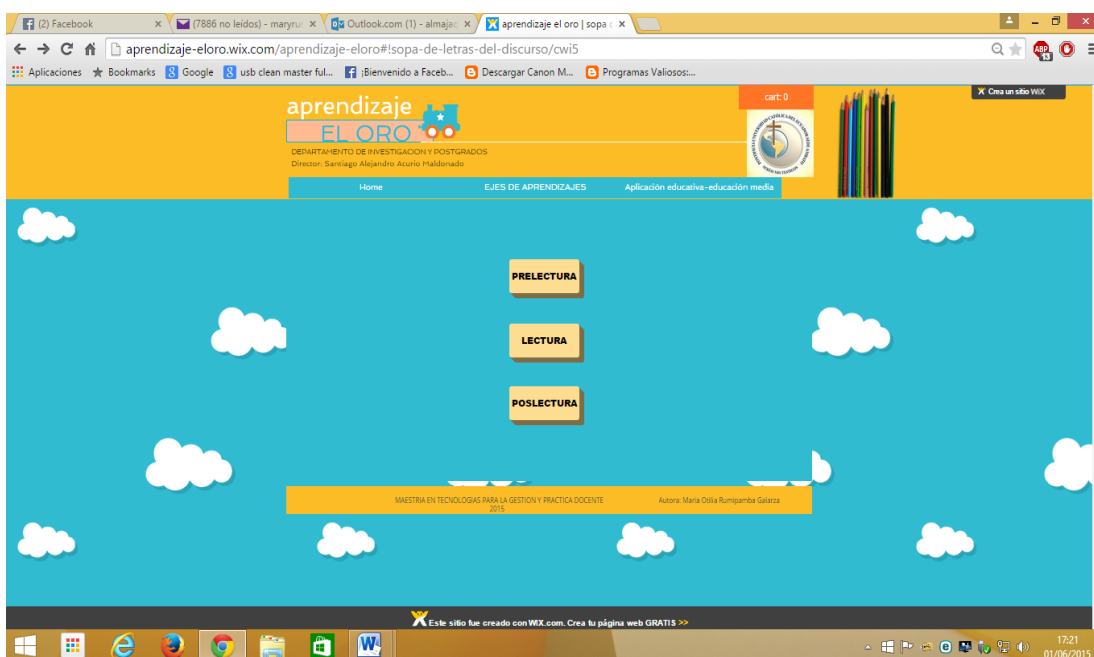 (2) Facebook
(7886 no leídos) - maryru
Outlook.com (1) - almajac
aprendizaje el oro | sopa
aprendizaje-eloro.wix.com/aprendizaje-eloro#!sopa-de-letras-del-discurso/cwi5
ABP
13
Aplicaciones
Bookmarks
Google
usb clean master ful...
¡Bienvenido a Faceb...
Descargar Canon M...
Programas Valiosos:...
aprendizaje
EL ORO
DEPARTAMENTO DE INVESTIGACION Y POSTGRADOS
Director: Santiago Alejandro Acurio Maldonado
cart: 0
Crea un sitio WiX
Home
EJES DE APRENDIZAJES
Aplicación educativa-educación media
PRELECTURA
LECTURA
POSLECTURA
MAESTRIA EN TECNOLOGIAS PARA LA GESTION Y PRACTICA DOCENTE
2015
Autora: Maria Otilia Rumipamba Galarza
Este sitio fue creado con WIX.com. Crea tu página web GRATIS >>
17:21
01/06/2015